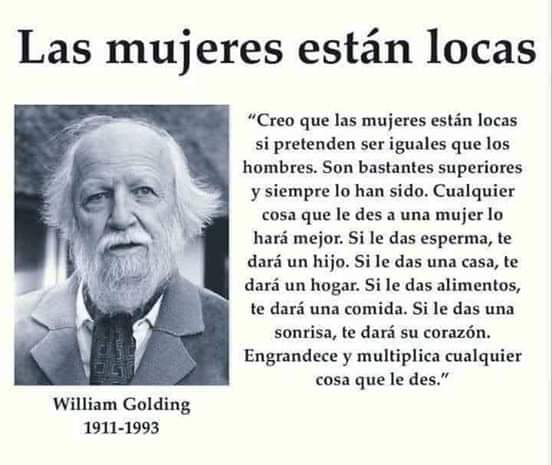 Las mujeres están locas
“Creo que las mujeres están locas
si pretenden ser iguales que los
hombres. Son bastantes superiores
y siempre lo han sido. Cualquier
cosa que le des a una mujer lo
hará mejor. Si le das esperma, te
dará un hijo. Si le das una casa, te
dará un hogar. Si le das alimentos,
te dará una comida. Si le das una
sonrisa, te dará su corazón.
Engrandece y multiplica cualquier
cosa que le des.”
William Golding
1911-1993